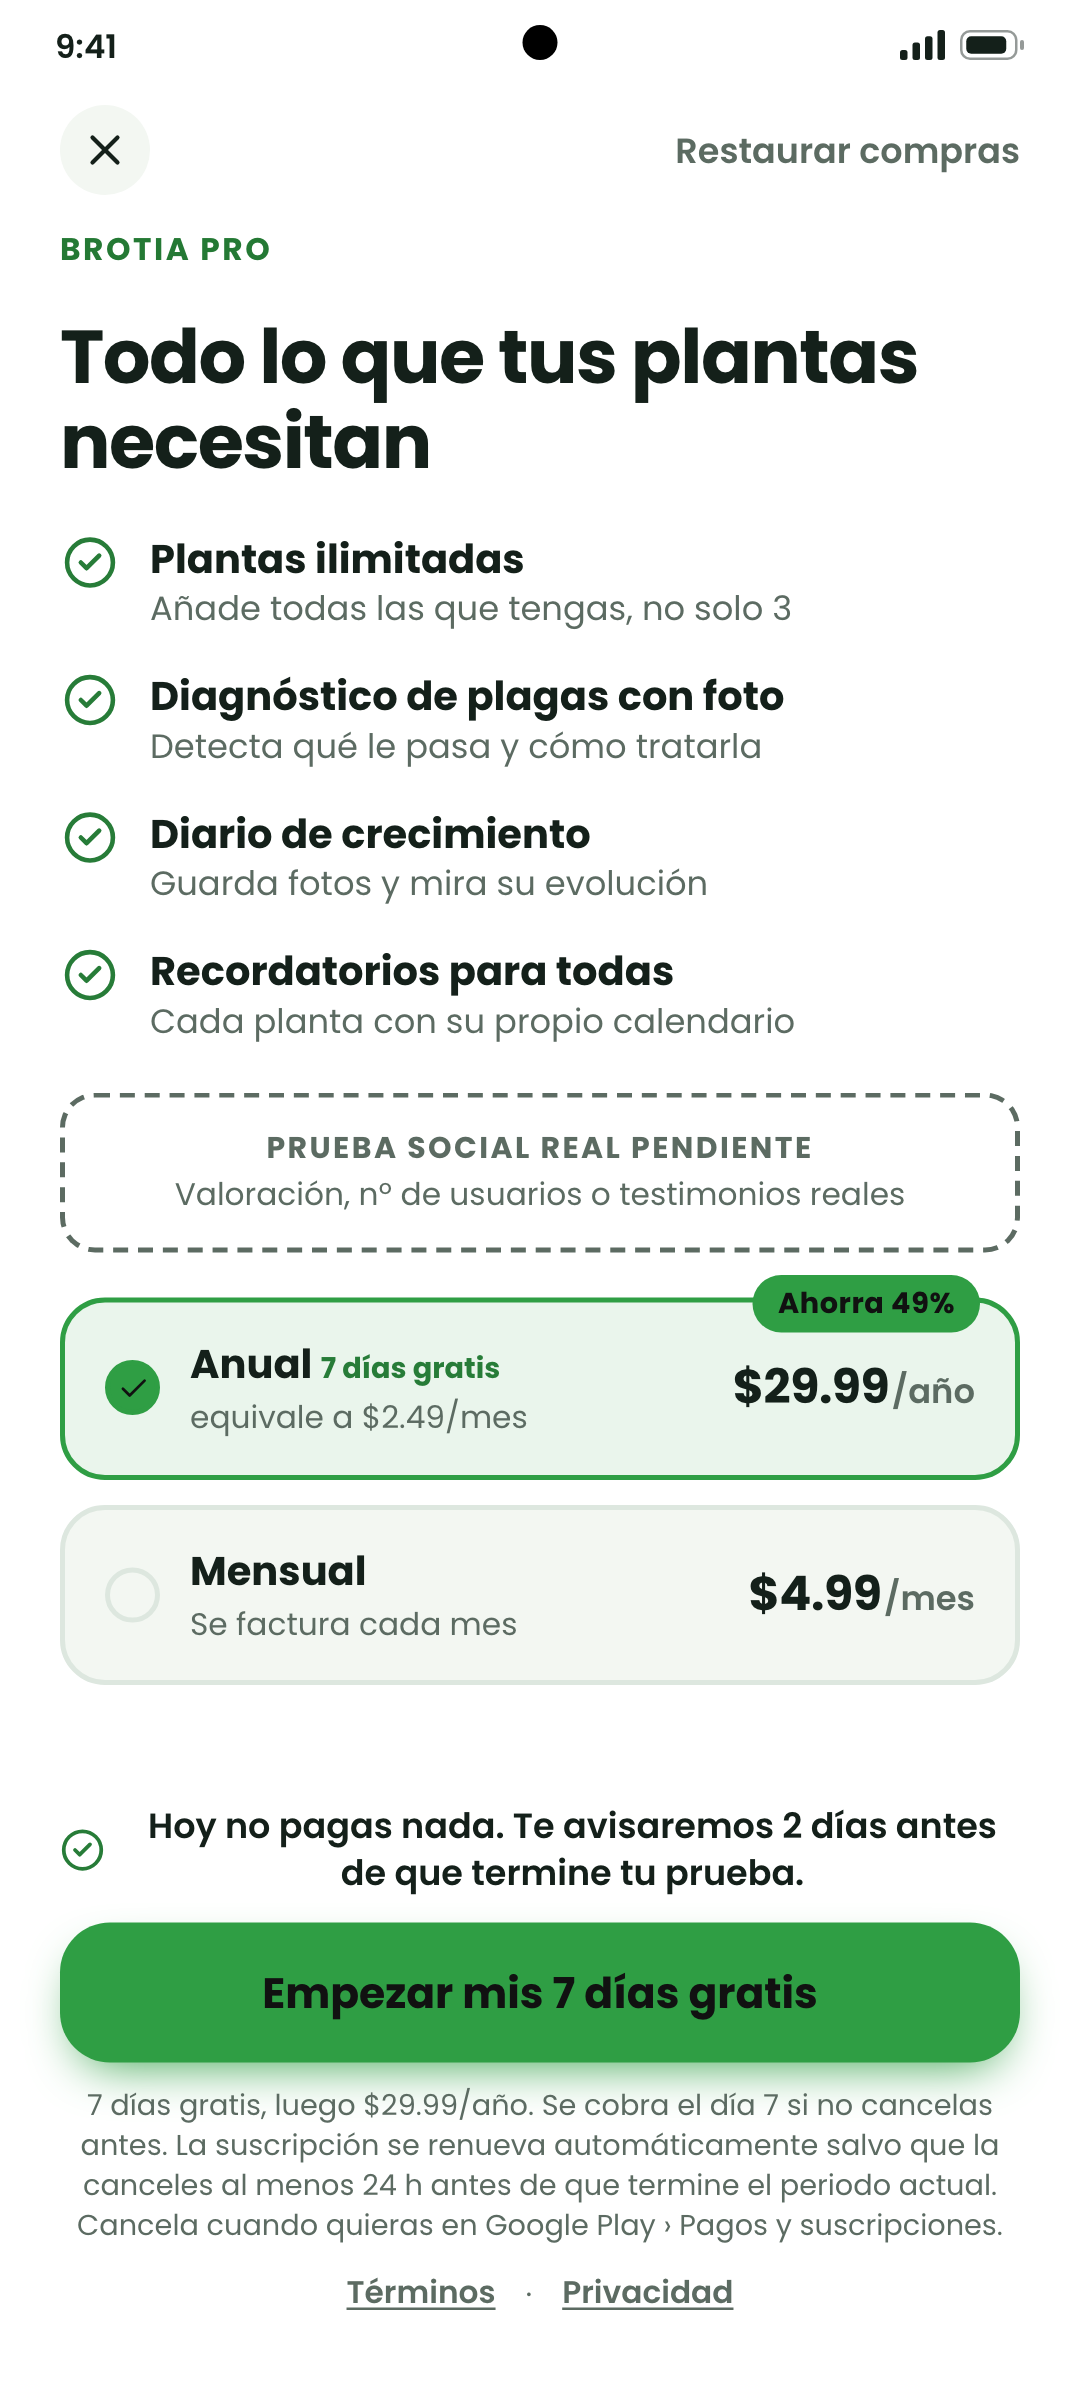 9:41
Restaurar compras
BROTIA PRO
Todo lo que tus plantas
necesitan
Plantas ilimitadas
Añade todas las que tengas, no solo 3
Diagnóstico de plagas con foto
Detecta qué le pasa y cómo tratarla
Diario de crecimiento
Guarda fotos y mira su evolución
Recordatorios para todas
Cada planta con su propio calendario
PRUEBA SOCIAL REAL PENDIENTE
Valoración, nº de usuarios o testimonios reales
Ahorra 49%
Anual 7 días gratis
equivale a $2.49/mes
$29.99/año
Mensual
Se factura cada mes
$4.99/mes
Hoy no pagas nada. Te avisaremos 2 días antes
de que termine tu prueba.
Empezar mis 7 días gratis
7 días gratis, luego $29.99/año. Se cobra el día 7 si no cancelas
antes. La suscripción se renueva automáticamente salvo que la
canceles al menos 24 h antes de que termine el periodo actual.
Cancela cuando quieras en Google Play › Pagos y suscripciones.
Términos · Privacidad